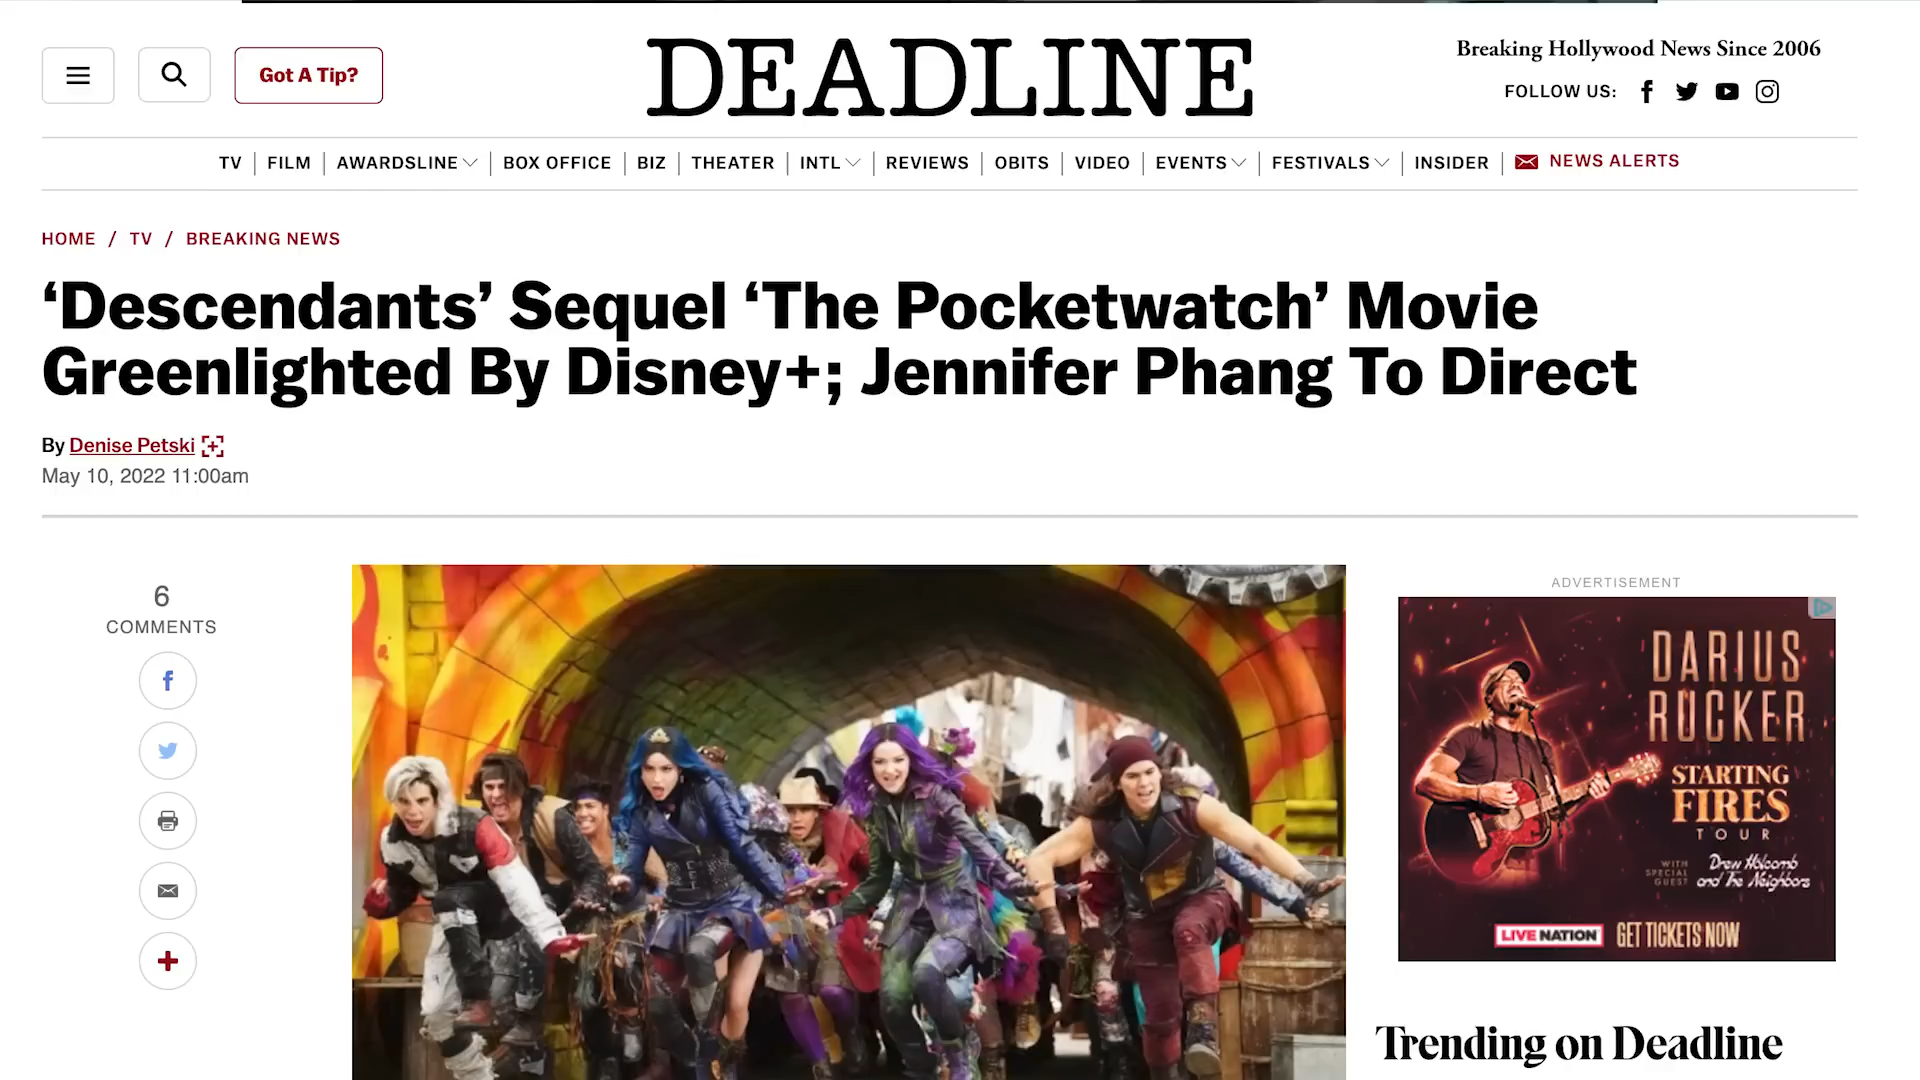 Got A Tip?
DEADLINE
Breaking Hollywood News Since 2006
FOLLOW US:
TV
FILM
AWARDSLINE
BOX OFFICE
BIZ
THEATER
INTL
REVIEWS
OBITS
VIDEO
EVENTS
FESTIVALS
INSIDER
NEWS ALERTS
HOME / TV / BREAKING NEWS
‘Descendants’ Sequel ‘The Pocketwatch’ Movie
Greenlighted By Disney+; Jennifer Phang To Direct
By Denise Petski
May 10, 2022 11:00am
6
COMMENTS
ADVERTISEMENT
DARIUS
RUCKER
STARTING
FIRES
TOUR
WITH
SPECIAL
GUEST
Drew Holcomb
and The Neighbors
LIVE NATION
GET TICKETS NOW
Trending on Deadline